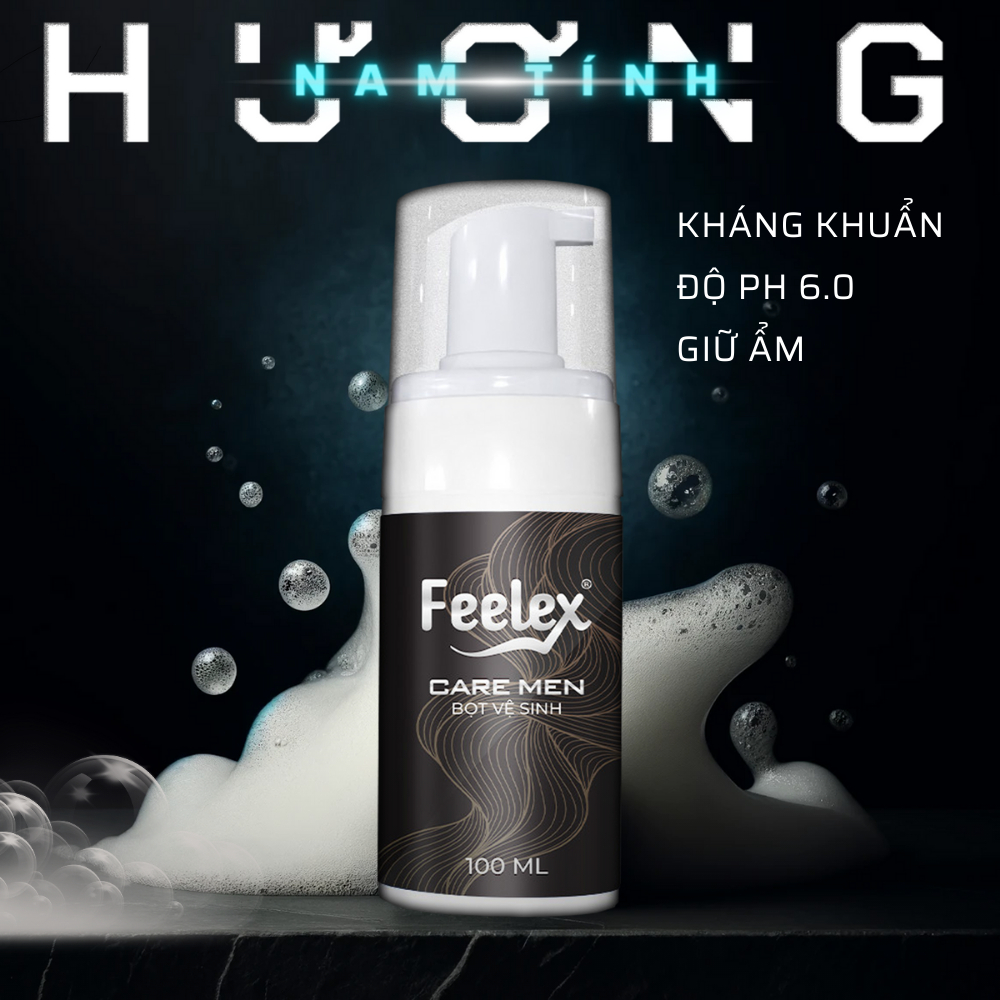 HƯƠNG
NAM TÍNH
KHÁNG KHUẨN
ĐỘ PH 6.0
GIỮ ẨM
Feelex®
CARE MEN
BỌT VỆ SINH
100 ML